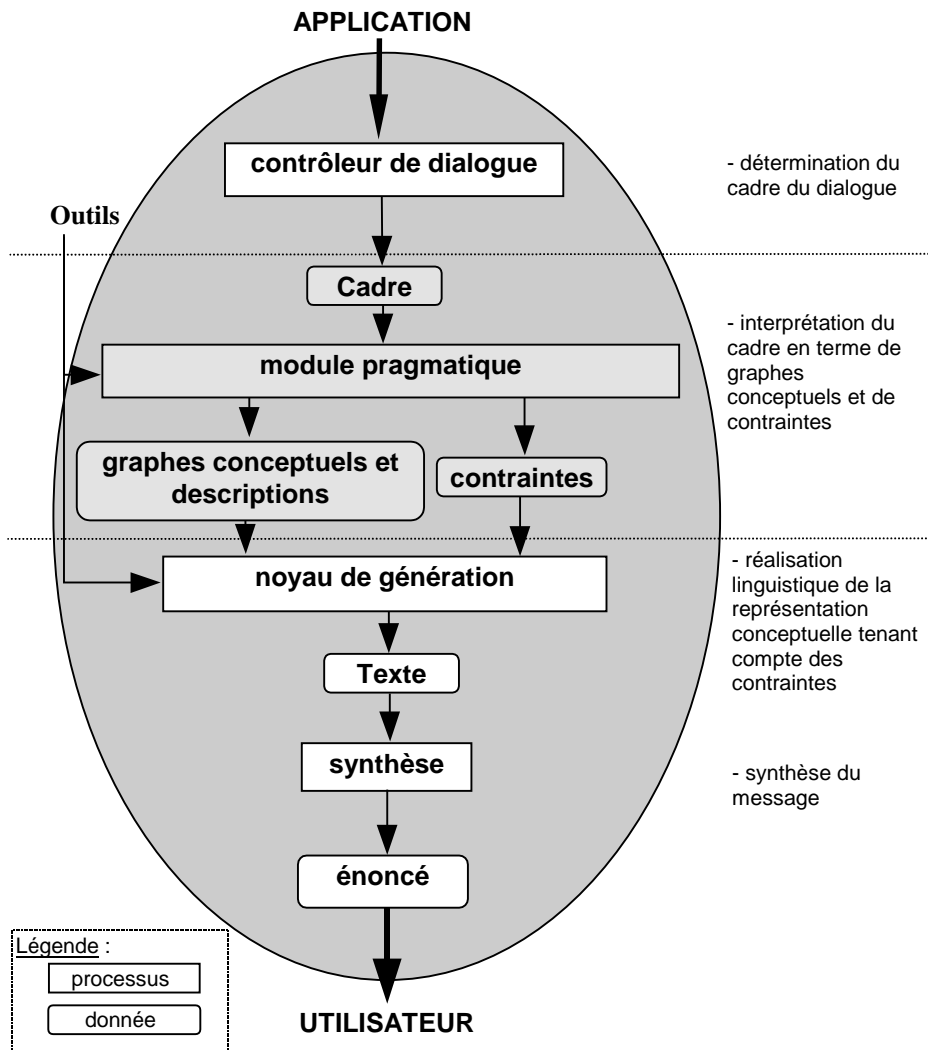 APPLICATION
contrôleur de dialogue
- détermination du
cadre du dialogue
Outils
Cadre
- interprétation du
cadre en terme de
graphes
conceptuels et de
contraintes
module pragmatique
graphes conceptuels et
descriptions
contraintes
noyau de génération
- réalisation
linguistique de la
représentation
conceptuelle tenant
compte des
contraintes
Texte
synthèse
- synthèse du
message
énoncé
Légende :
processus
donnée
UTILISATEUR